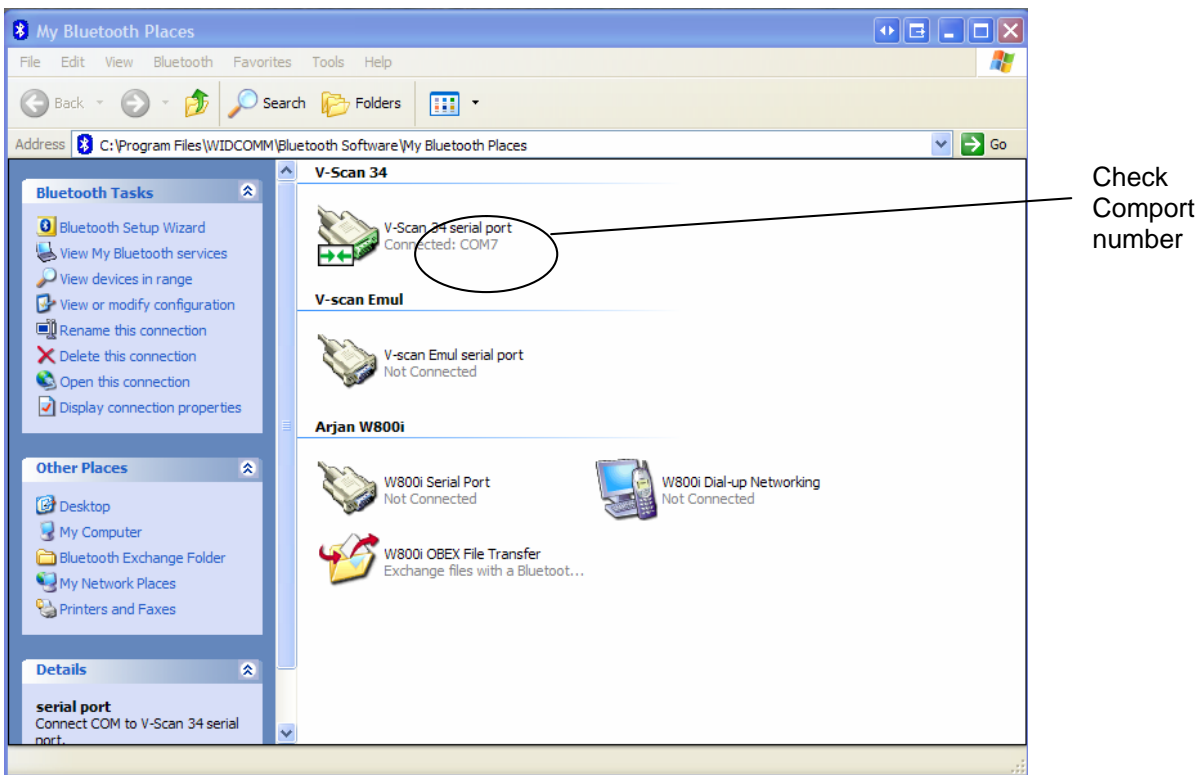 My Bluetooth Places
File Edit View Bluetooth Favorites Tools Help
Back Search Folders
Address C:\Program Files\WIDCOMM\Bluetooth Software\My Bluetooth Places Go
Bluetooth Tasks
Bluetooth Setup Wizard
View My Bluetooth services
View devices in range
View or modify configuration
Rename this connection
Delete this connection
Open this connection
Display connection properties
Other Places
Desktop
My Computer
Bluetooth Exchange Folder
My Network Places
Printers and Faxes
Details
serial port
Connect COM to V-Scan 34 serial
port.
V-Scan 34
V-Scan 34 serial port
Connected: COM7
V-scan Emul
V-scan Emul serial port
Not Connected
Arjan W800i
W800i Serial Port
Not Connected
W800i Dial-up Networking
Not Connected
W800i OBEX File Transfer
Exchange files with a Bluetoot...
Check
Comport
number